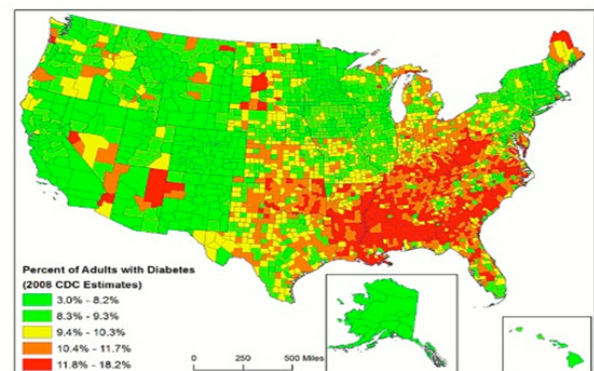 Percent of Adults with Diabetes
(2008 CDC Estimates)
3.0% - 8.2%
8.3% - 9.3%
9.4% - 10.3%
10.4% - 11.7%
11.8% - 18.2%
0 250 500 Miles